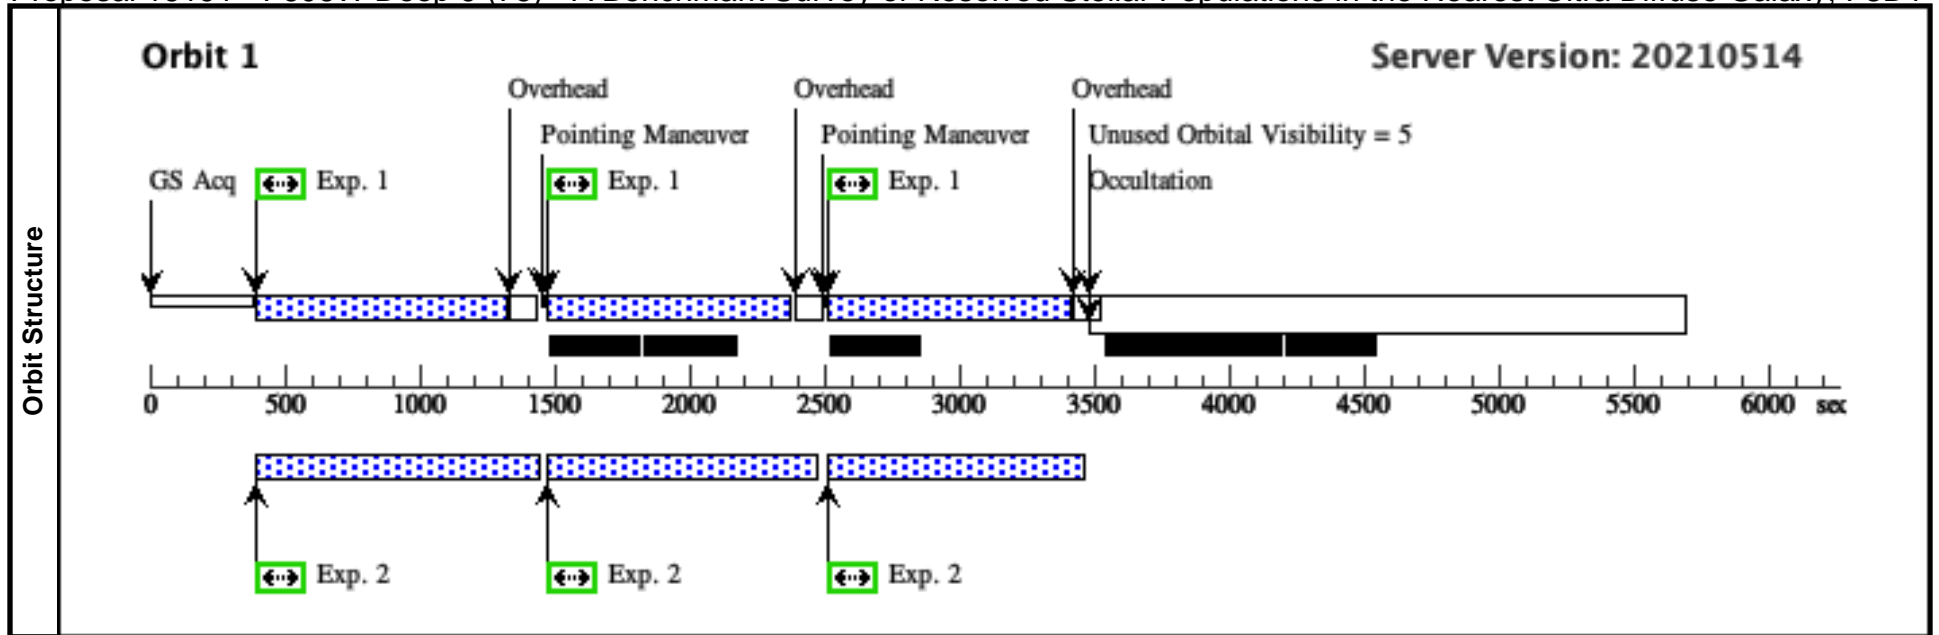 Orbit 1
Server Version: 20210514
Overhead
Overhead
Overhead
Pointing Maneuver
Pointing Maneuver
Unused Orbital Visibility = 5
GS Acq
Exp. 1
Exp. 1
Exp. 1
Occultation
Orbit Structure
0
500
1000
1500
2000
2500
3000
3500
4000
4500
5000
5500
6000
sec
Exp. 2
Exp. 2
Exp. 2